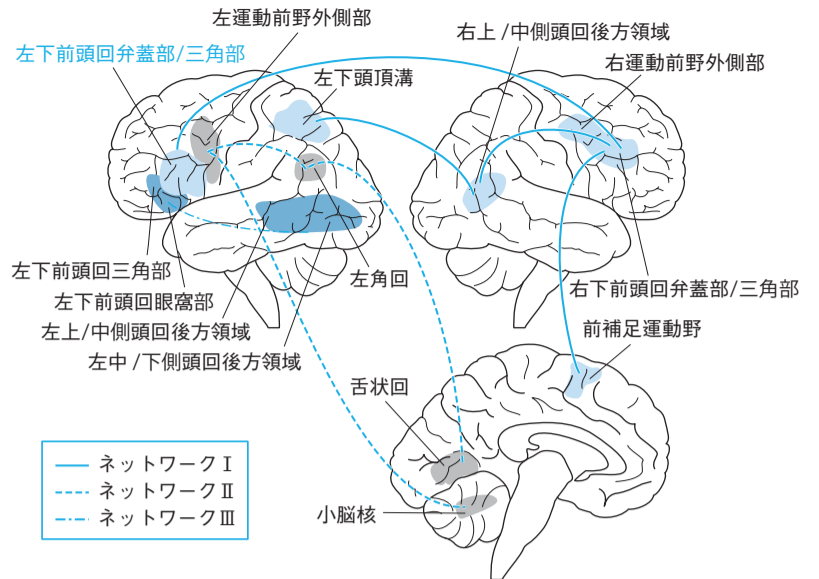 左運動前野外側部
左下前頭回弁蓋部/三角部
左下頭頂溝
右上/中側頭回後方領域
右運動前野外側部
左下前頭回三角部
左下前頭回眼窩部
左上/中側頭回後方領域
左中/下側頭回後方領域
左角回
右下前頭回弁蓋部/三角部
前補足運動野
舌状回
小脳核
ネットワークⅠ
ネットワークⅡ
ネットワークⅢ